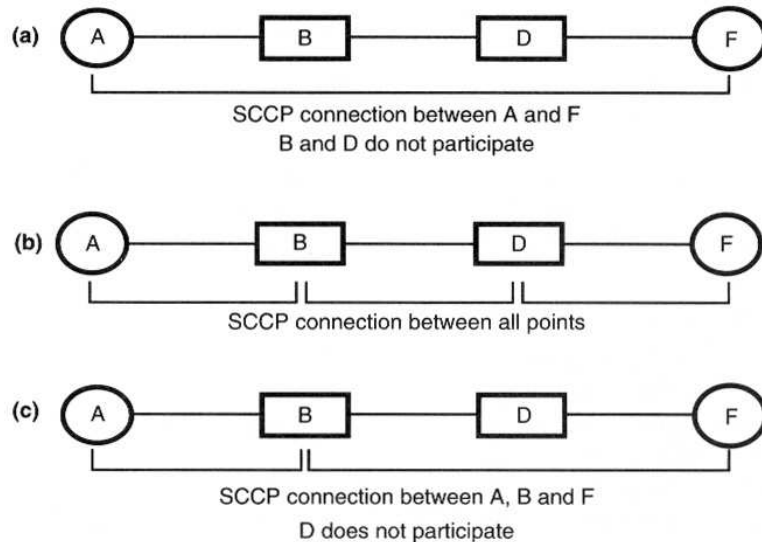 (a) A B D F
SCCP connection between A and F
B and D do not participate
(b) A B D F
SCCP connection between all points
(c) A B D F
SCCP connection between A, B and F
D does not participate